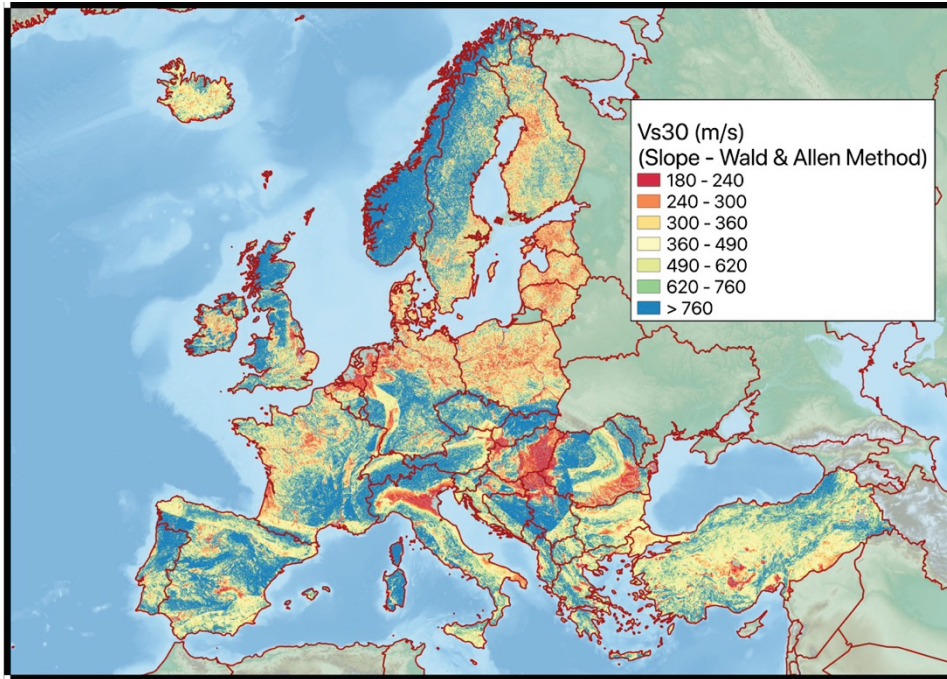 Vs30 (m/s)
(Slope - Wald & Allen Method)
180 - 240
240 - 300
300 - 360
360 - 490
490 - 620
620 - 760
> 760